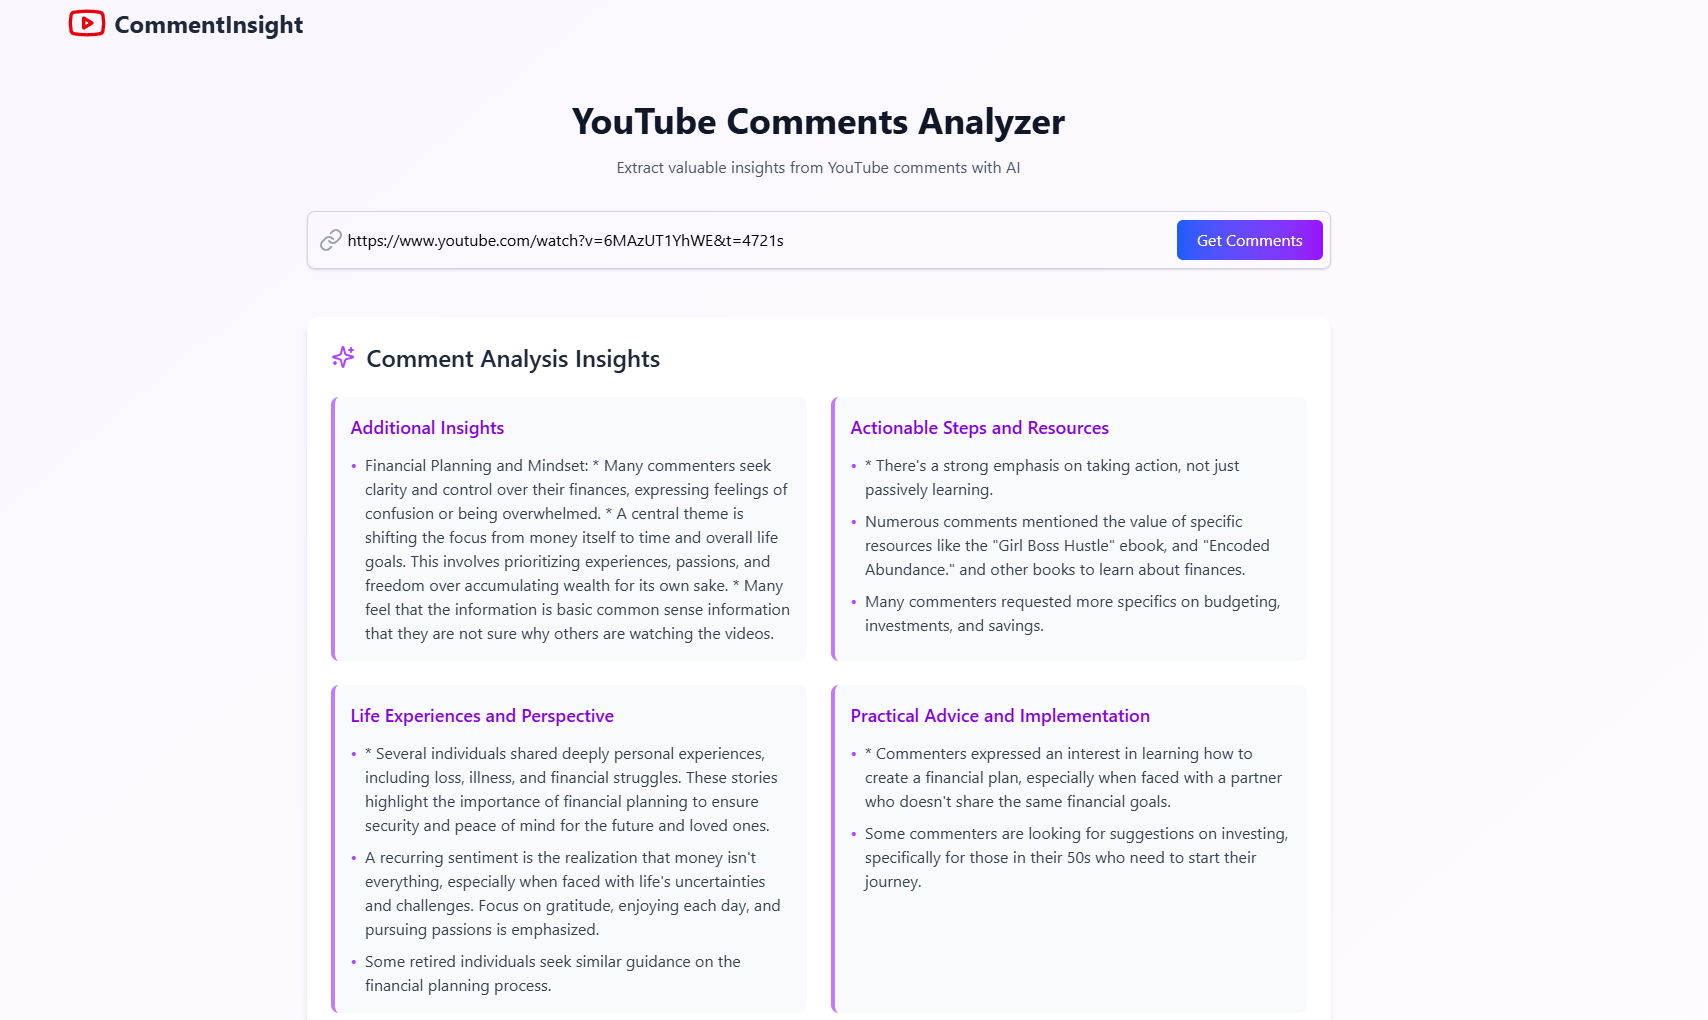 CommentInsight
YouTube Comments Analyzer
Extract valuable insights from YouTube comments with AI
https://www.youtube.com/watch?v=6MAzUT1YhWE&t=4721s
Get Comments
Comment Analysis Insights
Additional Insights
• Financial Planning and Mindset: * Many commenters seek
clarity and control over their finances, expressing feelings of
confusion or being overwhelmed. * A central theme is
shifting the focus from money itself to time and overall life
goals. This involves prioritizing experiences, passions, and
freedom over accumulating wealth for its own sake. * Many
feel that the information is basic common sense information
that they are not sure why others are watching the videos.
Actionable Steps and Resources
• * There's a strong emphasis on taking action, not just
passively learning.
• Numerous comments mentioned the value of specific
resources like the "Girl Boss Hustle" ebook, and "Encoded
Abundance." and other books to learn about finances.
• Many commenters requested more specifics on budgeting,
investments, and savings.
Life Experiences and Perspective
• * Several individuals shared deeply personal experiences,
including loss, illness, and financial struggles. These stories
highlight the importance of financial planning to ensure
security and peace of mind for the future and loved ones.
• A recurring sentiment is the realization that money isn't
everything, especially when faced with life's uncertainties
and challenges. Focus on gratitude, enjoying each day, and
pursuing passions is emphasized.
• Some retired individuals seek similar guidance on the
financial planning process.
Practical Advice and Implementation
• * Commenters expressed an interest in learning how to
create a financial plan, especially when faced with a partner
who doesn't share the same financial goals.
• Some commenters are looking for suggestions on investing,
specifically for those in their 50s who need to start their
journey.